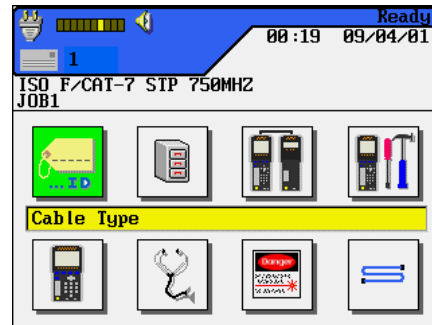 Ready
00:19 09/04/01
1
ISO F/CAT-7 STP 750MHZ
JOB1
...ID
Cable Type
Danger